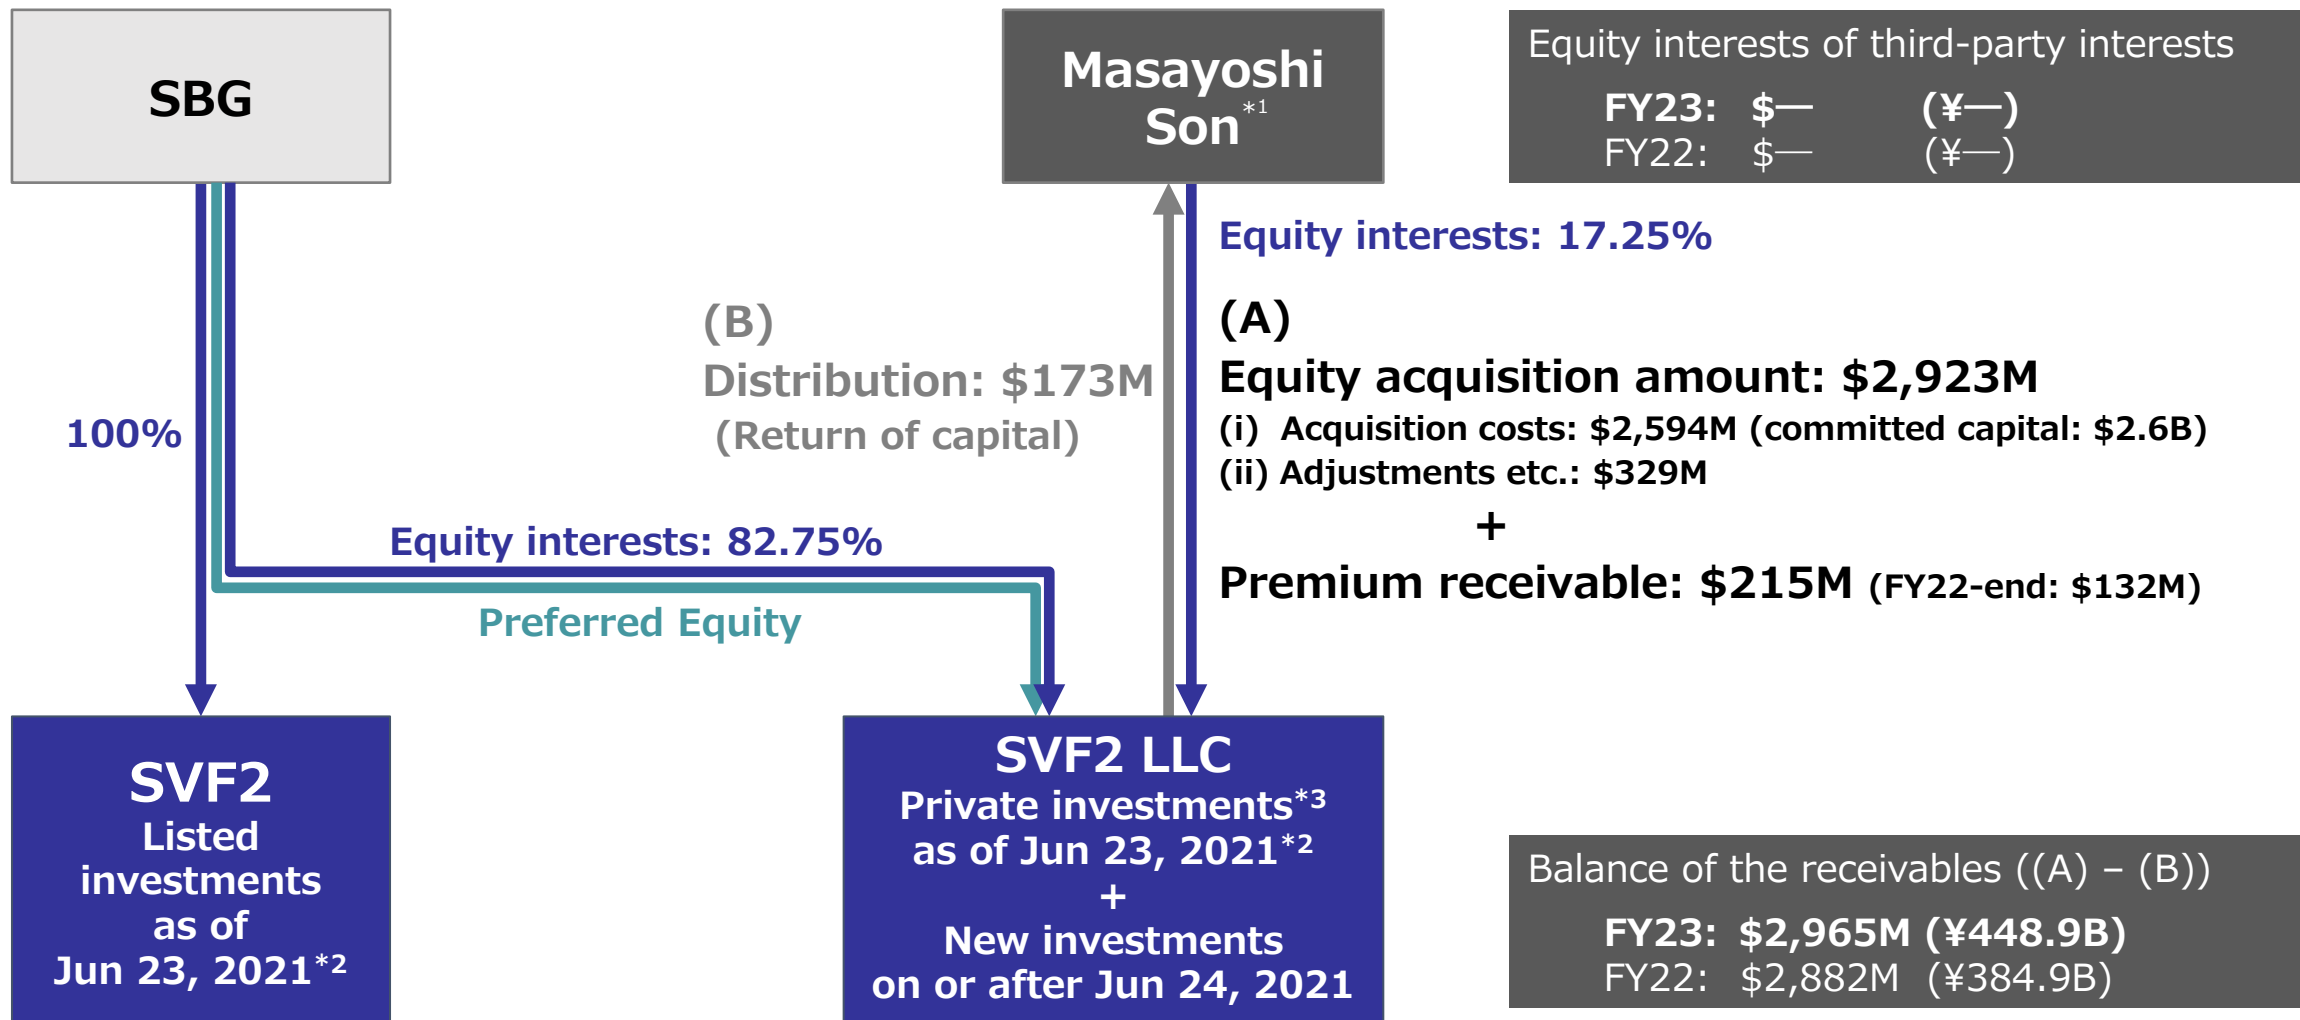 SBG
Masayoshi
Son*1
Equity interests of third-party interests
FY23: $— (¥—)
FY22: $— (¥—)
Equity interests: 17.25%
(B)
Distribution: $173M
(Return of capital)
(A)
Equity acquisition amount: $2,923M
(i) Acquisition costs: $2,594M (committed capital: $2.6B)
(ii) Adjustments etc.: $329M
+
Premium receivable: $215M (FY22-end: $132M)
100%
Equity interests: 82.75%
Preferred Equity
SVF2
Listed
investments
as of
Jun 23, 2021*2
SVF2 LLC
Private investments*3
as of Jun 23, 2021*2
+
New investments
on or after Jun 24, 2021
Balance of the receivables ((A) – (B))
FY23: $2,965M (¥448.9B)
FY22: $2,882M (¥384.9B)